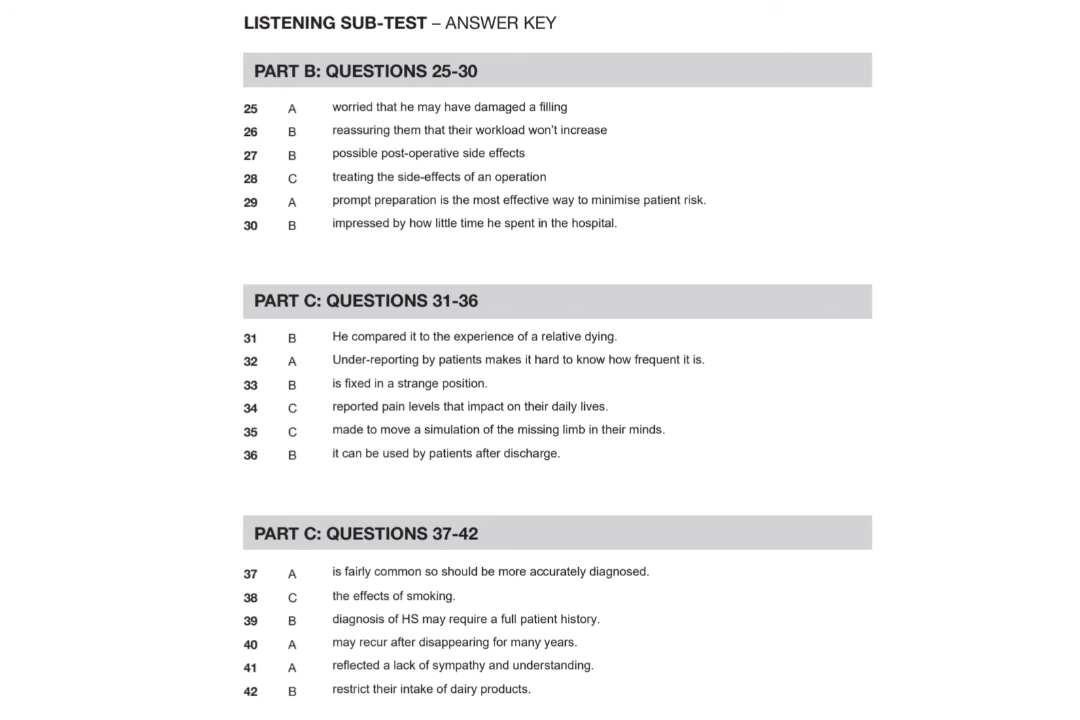 LISTENING SUB-TEST – ANSWER KEY
PART B: QUESTIONS 25-30
25 A worried that he may have damaged a filling
26 B reassuring them that their workload won't increase
27 B possible post-operative side effects
28 C treating the side-effects of an operation
29 A prompt preparation is the most effective way to minimise patient risk.
30 B impressed by how little time he spent in the hospital.
PART C: QUESTIONS 31-36
31 B He compared it to the experience of a relative dying.
32 A Under-reporting by patients makes it hard to know how frequent it is.
33 B is fixed in a strange position.
34 C reported pain levels that impact on their daily lives.
35 C made to move a simulation of the missing limb in their minds.
36 B it can be used by patients after discharge.
PART C: QUESTIONS 37-42
37 A is fairly common so should be more accurately diagnosed.
38 C the effects of smoking.
39 B diagnosis of HS may require a full patient history.
40 A may recur after disappearing for many years.
41 A reflected a lack of sympathy and understanding.
42 B restrict their intake of dairy products.